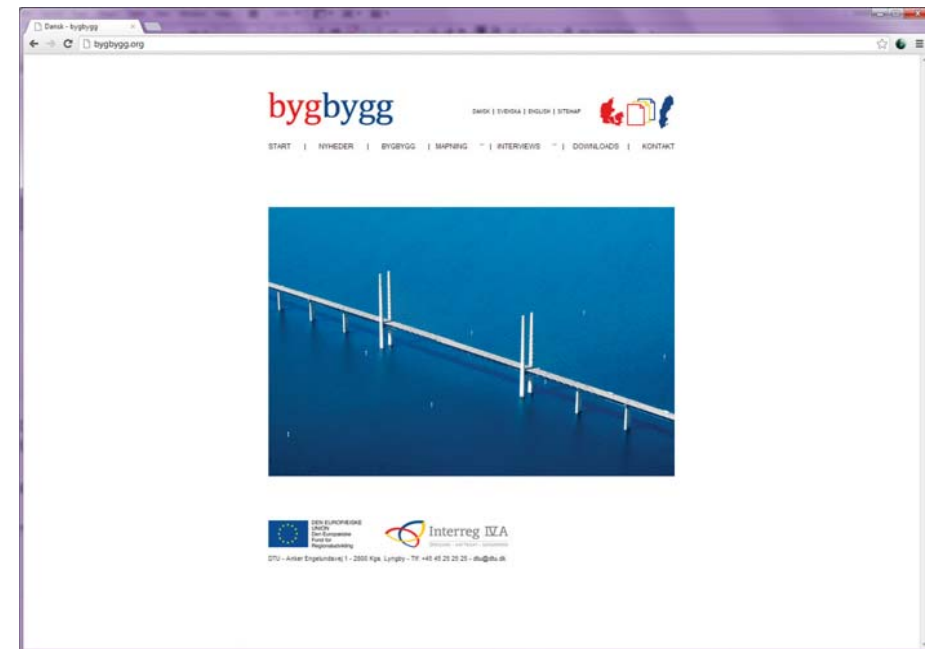 Dansk - bygbygg
bygbygg.org
bygbygg
DANSK | SVENSKA | ENGLISH | SITEMAP
START | NYHEDER | BYGBYGG | MAPNING | INTERVIEWS | DOWNLOADS | KONTAKT
DEN EUROPÆISKE
UNION
Den Europæiske
Fond for
Regionaludvikling
Interreg IV.A
DTU - Anker Engelundsvej 1 - 2800 Kgs. Lyngby - Tlf. +45 45 25 25 25 - dtu@dtu.dk